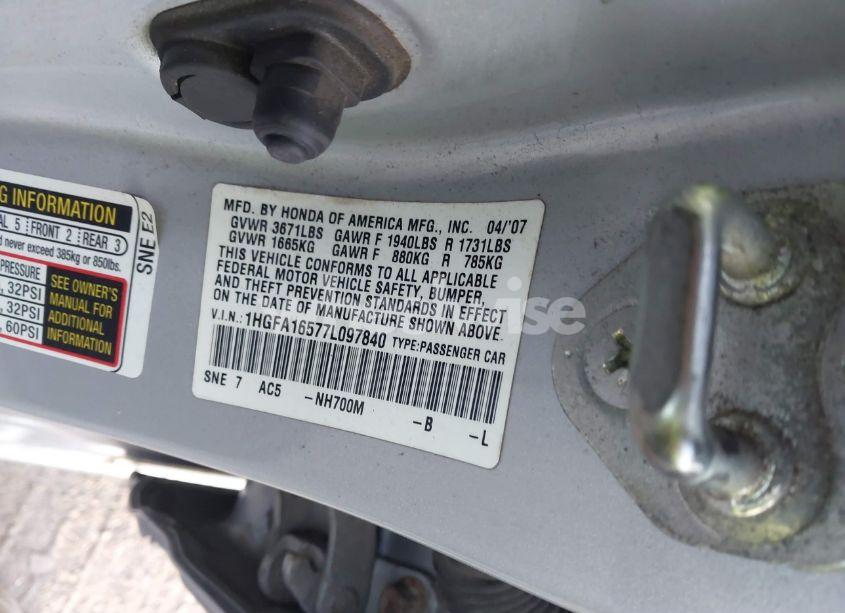 G INFORMATION
AL 5 FRONT 2 REAR 3
d never exceed 385kg or 850lbs.
PRESSURE
, 32PSI
, 32PSI
, 60PSI
SEE OWNER'S
MANUAL FOR
ADDITIONAL
INFORMATION
SNE E2
MFD. BY HONDA OF AMERICA MFG., INC. 04/'07
GVWR 3671LBS GAWR F 1940LBS R 1731LBS
GVWR 1665KG GAWR F 880KG R 785KG
THIS VEHICLE CONFORMS TO ALL APPLICABLE
FEDERAL MOTOR VEHICLE SAFETY, BUMPER,
AND THEFT PREVENTION STANDARDS IN EFFECT
ON THE DATE OF MANUFACTURE SHOWN ABOVE.
V.I.N.: 1HGFA16577L097840 TYPE:PASSENGER CAR
SNE 7 AC5 -NH700M -B -L